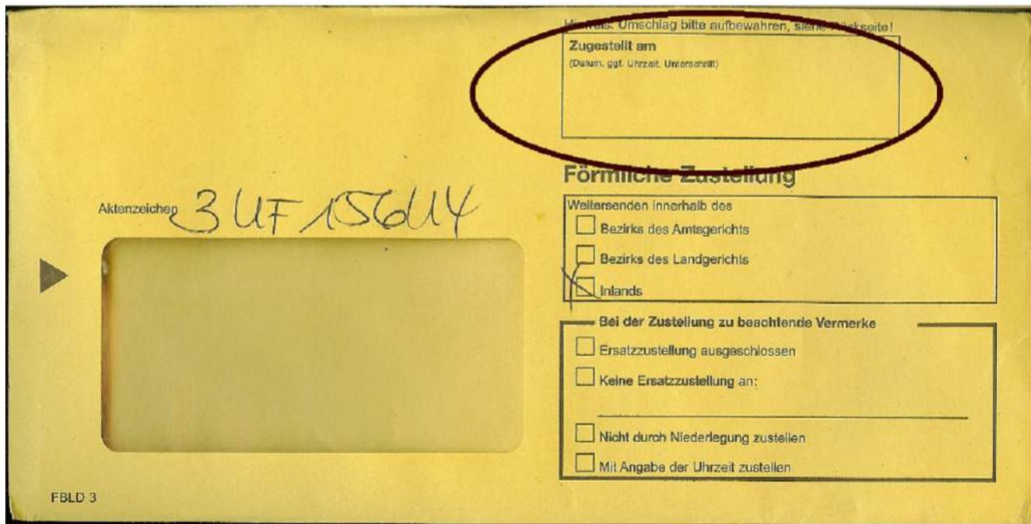 Hinweis: Umschlag bitte aufbewahren, siehe Rückseite!
Zugestellt am
(Datum, ggf. Uhrzeit, Unterschrift)
Förmliche Zustellung
Aktenzeichen 3 UF 156/14
Weitersenden innerhalb des
Bezirks des Amtsgerichts
Bezirks des Landgerichts
Inlands
Bei der Zustellung zu beachtende Vermerke
Ersatzzustellung ausgeschlossen
Keine Ersatzzustellung an:
Nicht durch Niederlegung zustellen
Mit Angabe der Uhrzeit zustellen
FBLD 3